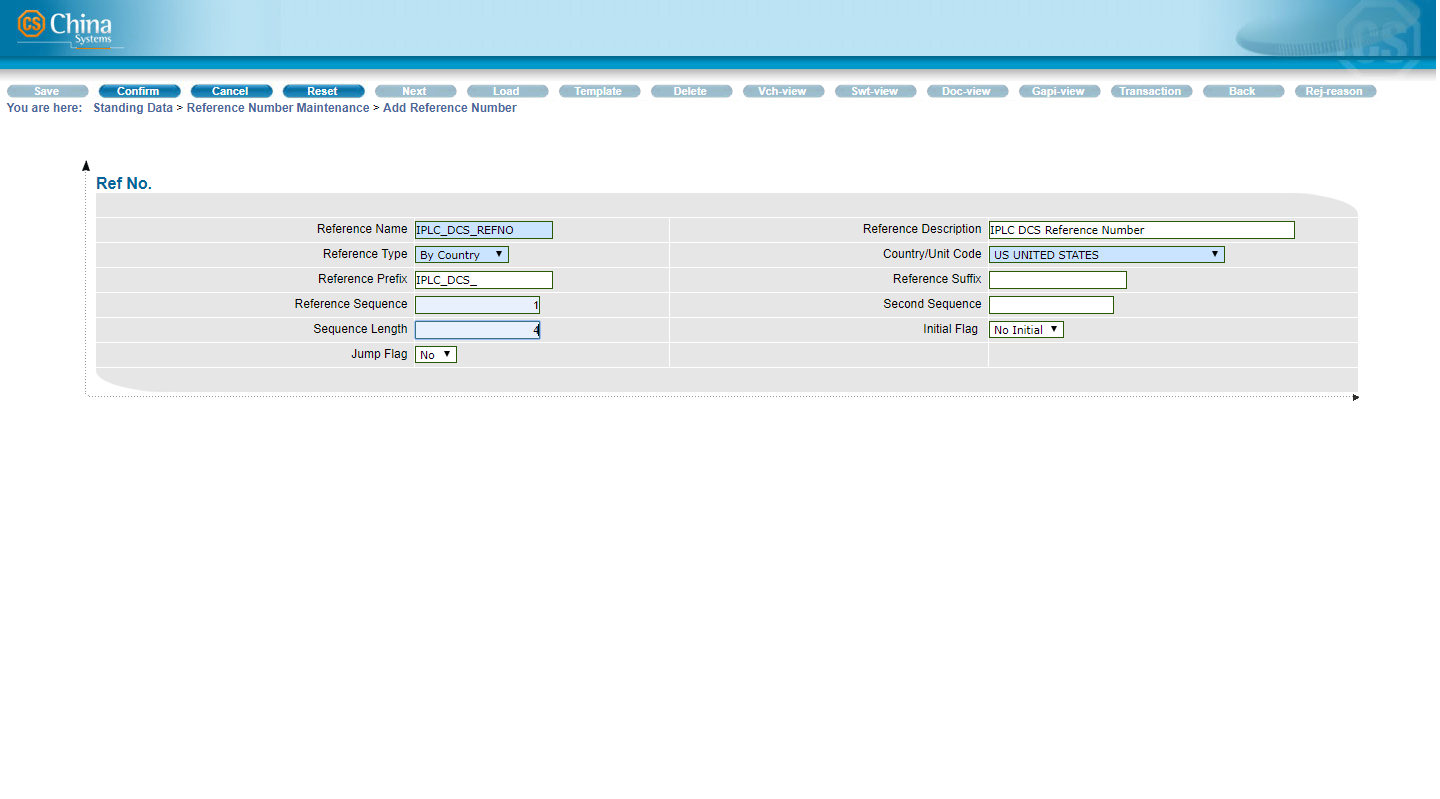 CS China
Systems
Save Confirm Cancel Reset Next Load Template Delete Vch-view Swt-view Doc-view Gapi-view Transaction Back Rej-reason
You are here: Standing Data > Reference Number Maintenance > Add Reference Number
Ref No.
Reference Name IPLC_DCS_REFNO Reference Description IPLC DCS Reference Number
Reference Type By Country Country/Unit Code US UNITED STATES
Reference Prefix IPLC_DCS_ Reference Suffix
Reference Sequence 1 Second Sequence
Sequence Length 4 Initial Flag No Initial
Jump Flag No